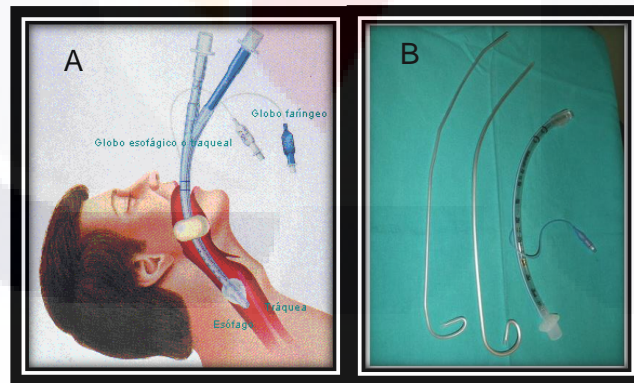 A
B
Globo faríngeo
Globo esofágico o traqueal
Tráquea
Esófago